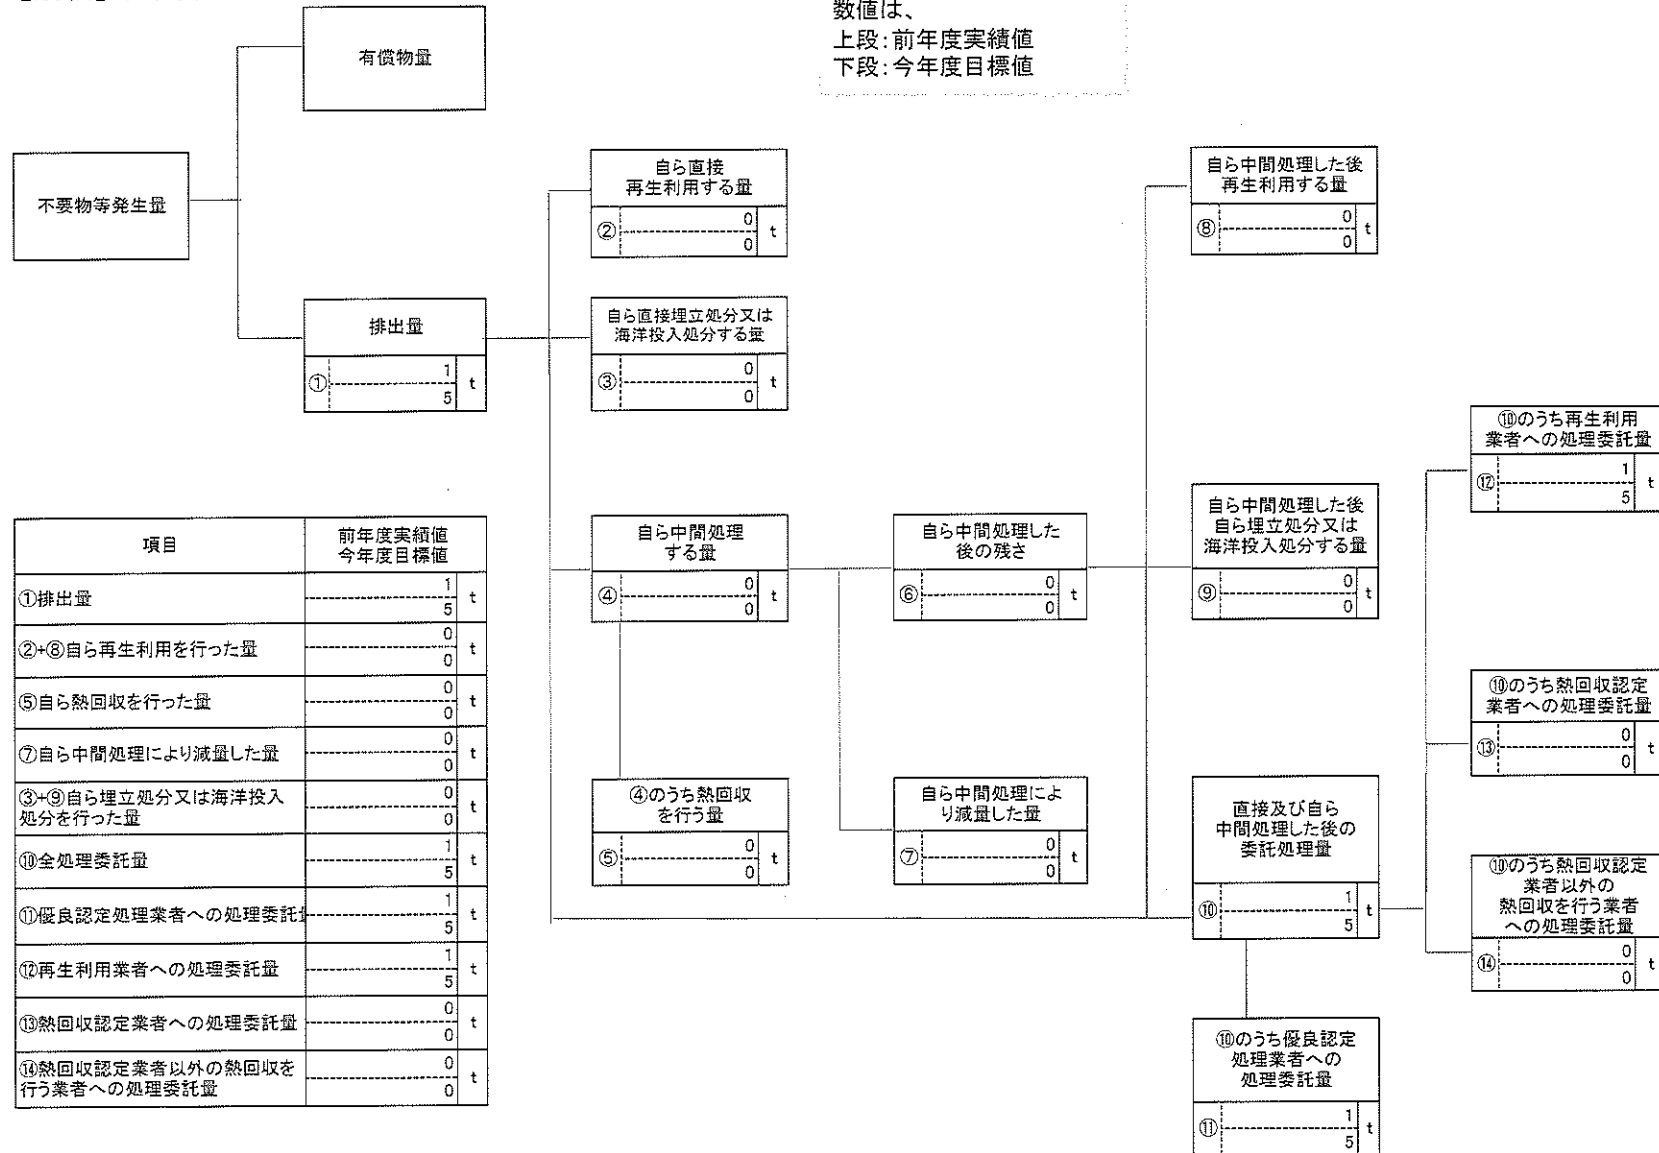 数値は、
上段:前年度実績値
下段:今年度目標値
有償物量
不要物等発生量
排出量
①
1
5
t
自ら直接
再生利用する量
②
0
0
t
自ら直接埋立処分又は
海洋投入処分する量
③
0
0
t
自ら中間処理
する量
④
0
0
t
④のうち熱回収
を行う量
⑤
0
0
t
自ら中間処理した
後の残さ
⑥
0
0
t
自ら中間処理によ
り減量した量
⑦
0
0
t
自ら中間処理した後
再生利用する量
⑧
0
0
t
自ら中間処理した後
自ら埋立処分又は
海洋投入処分する量
⑨
0
0
t
直接及び自ら
中間処理した後の
委託処理量
⑩
1
5
t
⑩のうち優良認定
処理業者への
処理委託量
⑪
1
5
t
⑩のうち再生利用
業者への処理委託量
⑫
1
5
t
⑩のうち熱回収認定
業者への処理委託量
⑬
0
0
t
⑩のうち熱回収認定
業者以外の
熱回収を行う業者
への処理委託量
⑭
0
0
t
項目
前年度実績値
今年度目標値
①排出量
1
5
t
②+⑧自ら再生利用を行った量
0
0
t
⑤自ら熱回収を行った量
0
0
t
⑦自ら中間処理により減量した量
0
0
t
③+⑨自ら埋立処分又は海洋投入
処分を行った量
0
0
t
⑩全処理委託量
1
5
t
⑪優良認定処理業者への処理委託
1
5
t
⑫再生利用業者への処理委託量
1
5
t
⑬熱回収認定業者への処理委託量
0
0
t
⑭熱回収認定業者以外の熱回収を
行う業者への処理委託量
0
0
t